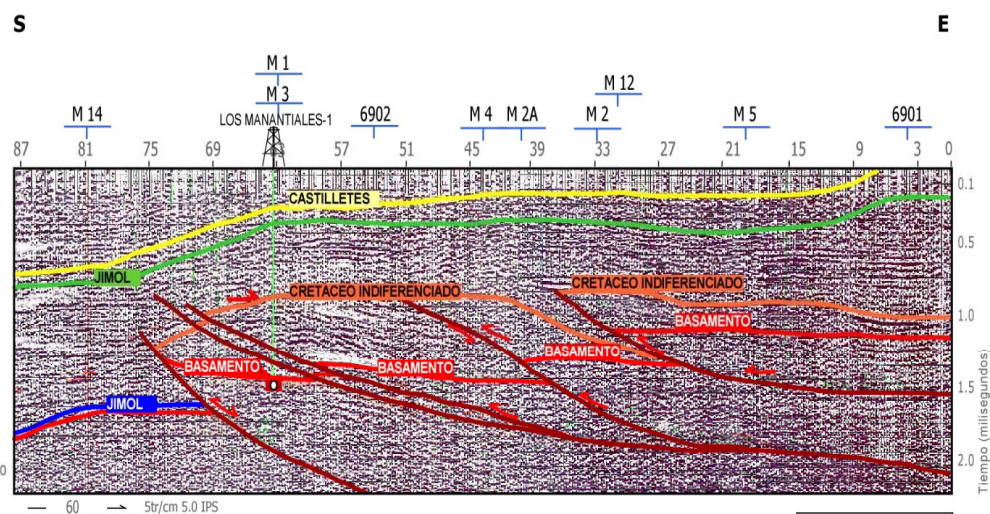 S E
M 1
M 12
M 3
M 14 LOS MANANTIALES-1 6902 M 4 M 2A M 2 M 5 6901
87 81 75 69 63 57 51 45 39 33 27 21 15 9 3 0
0.1
CASTILLETES
0.5
JIMOL
CRETACEO INDIFERENCIADO
CRETACEO INDIFERENCIADO
1.0
BASAMENTO
BASAMENTO
BASAMENTO
BASAMENTO
1.5
JIMOL
2.0
0
Tiempo (milisegundos)
60 5tr/cm 5.0 IPS